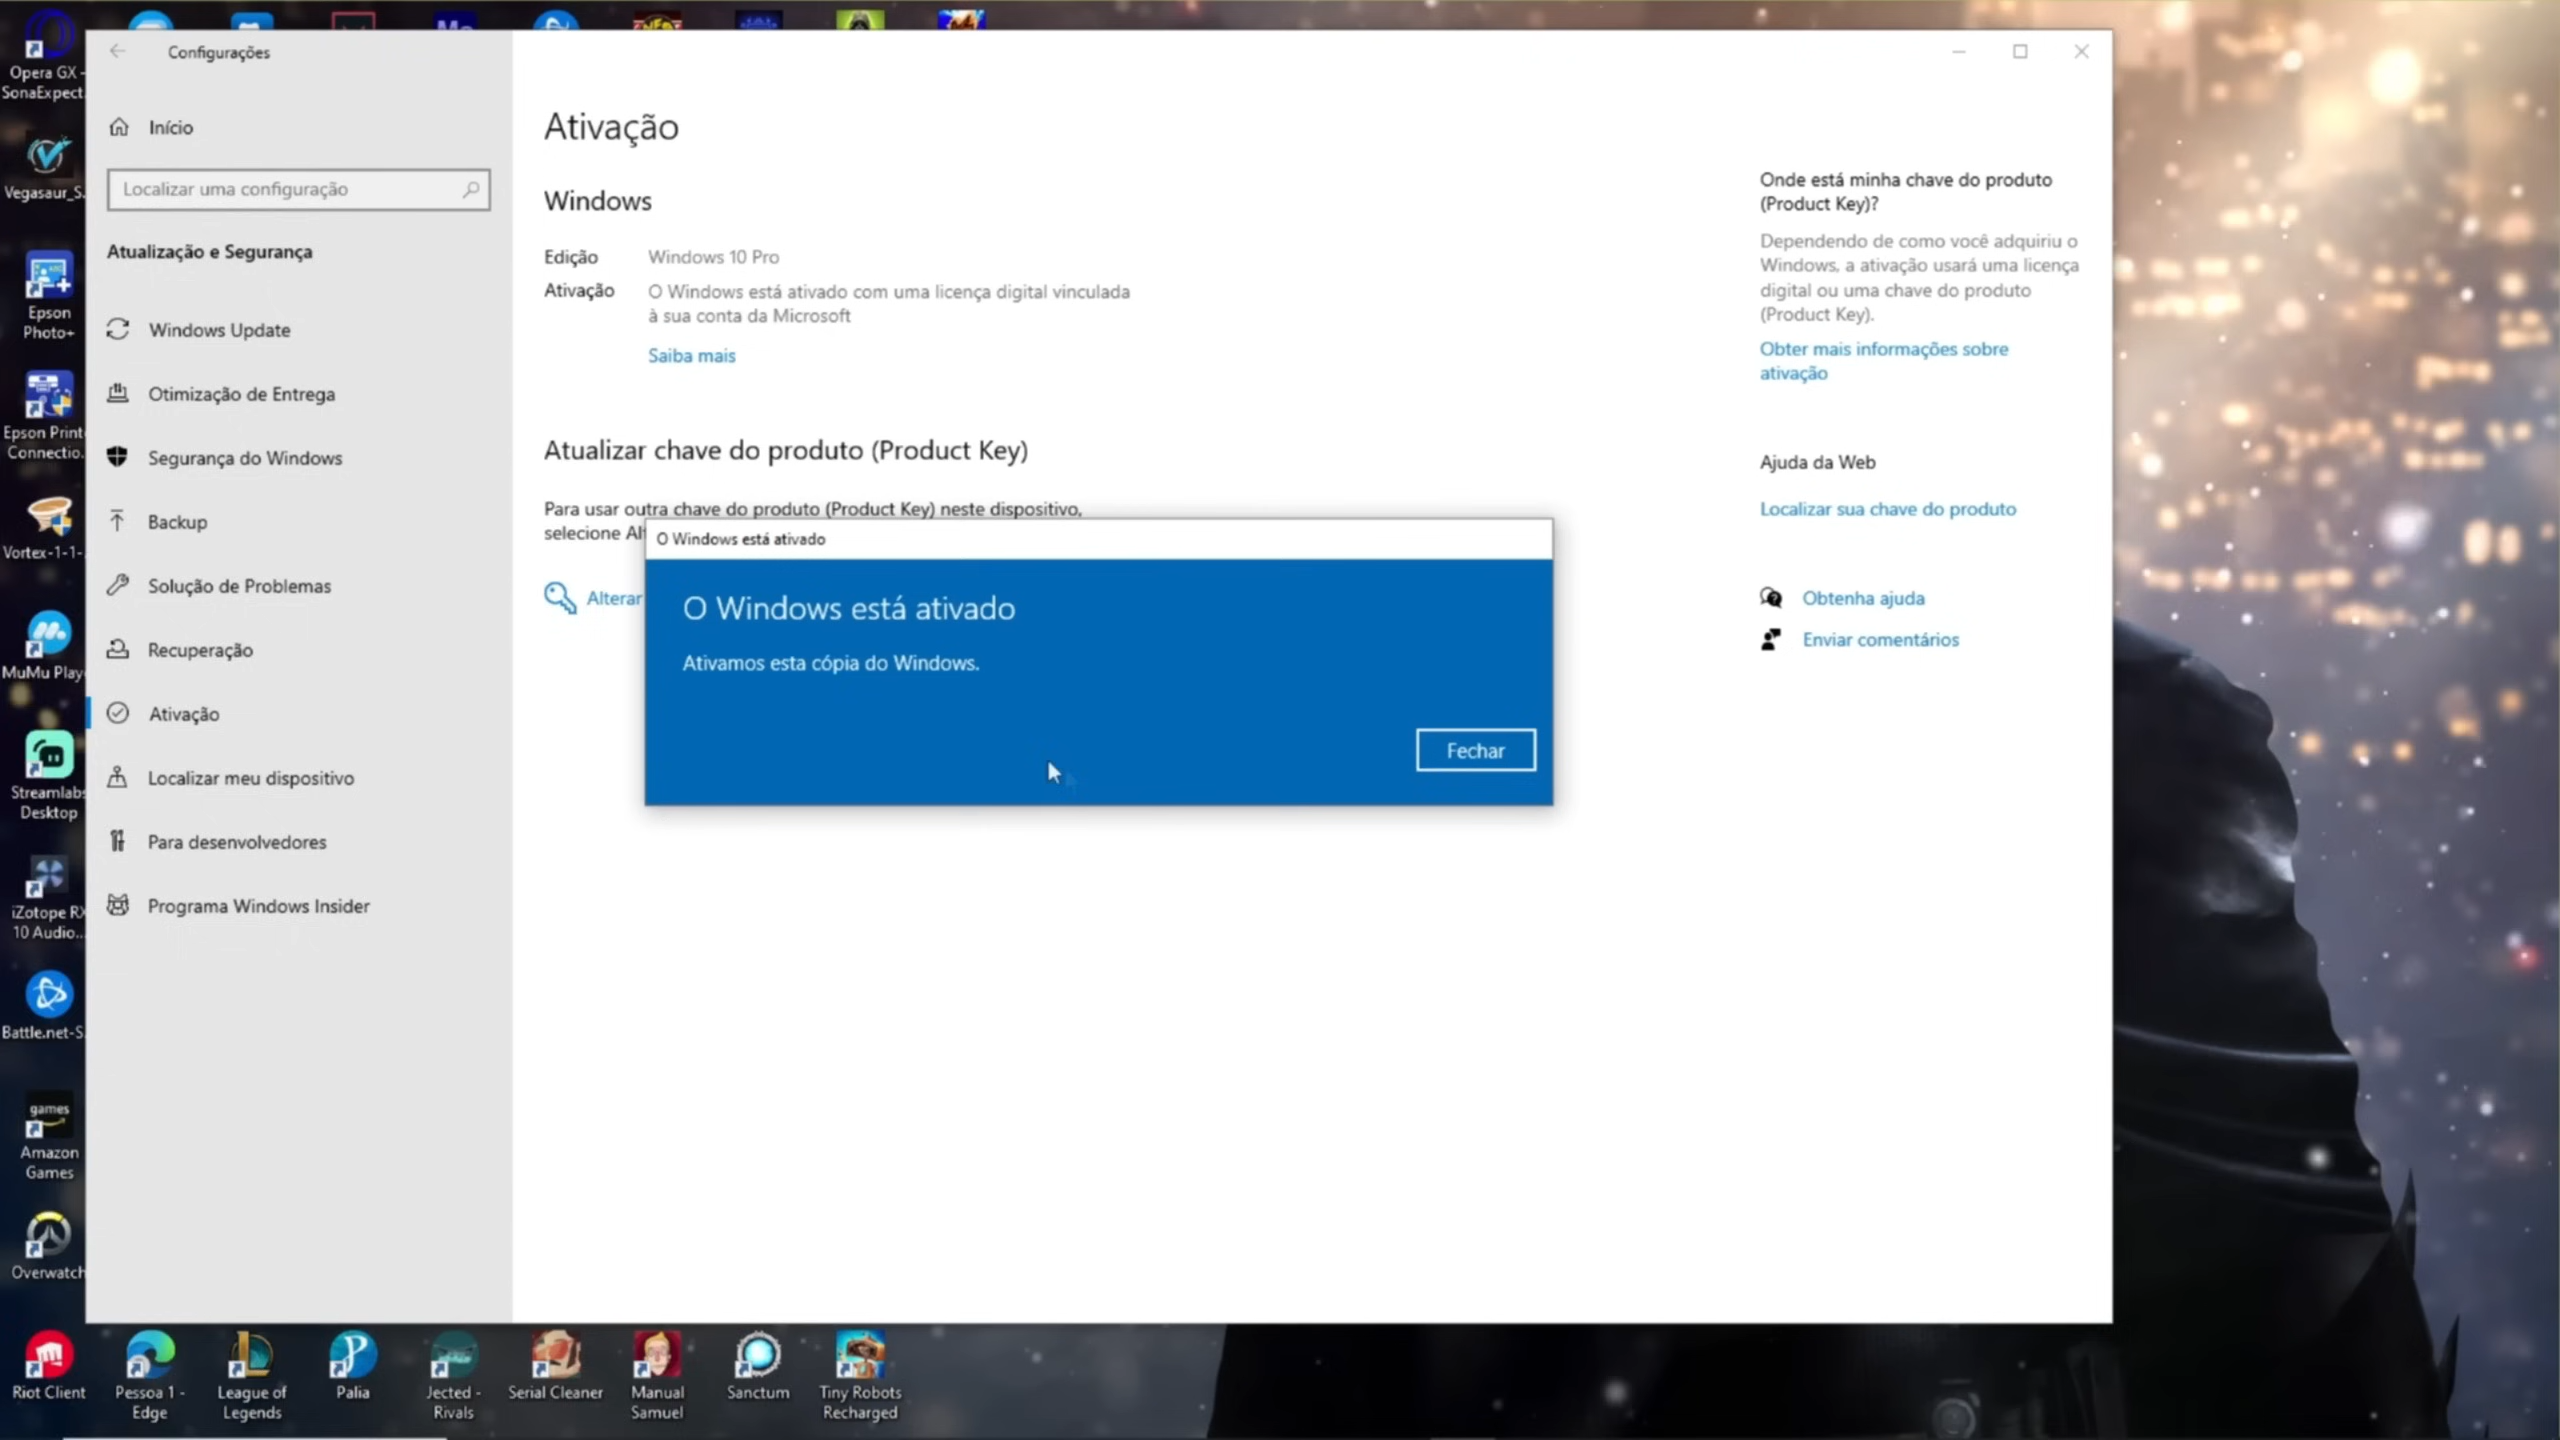 Opera GX -
SonaExpect.
Vegasaur_S.
Epson
Photo+
Epson Print
Connectio.
Vortex-1-1-
MuMu Play
Streamlabs
Desktop
iZotope RX
10 Audio...
Battle.net-S.
games
Amazon
Games
Overwatch
Configurações
Início
Localizar uma configuração
Atualização e Segurança
Windows Update
Otimização de Entrega
Segurança do Windows
Backup
Solução de Problemas
Recuperação
Ativação
Localizar meu dispositivo
Para desenvolvedores
Programa Windows Insider
Ativação
Windows
Edição Windows 10 Pro
Ativação O Windows está ativado com uma licença digital vinculada
à sua conta da Microsoft
Saiba mais
Atualizar chave do produto (Product Key)
Para usar outra chave do produto (Product Key) neste dispositivo,
selecione Al
Alterar
O Windows está ativado
O Windows está ativado
Ativamos esta cópia do Windows.
Fechar
Onde está minha chave do produto
(Product Key)?
Dependendo de como você adquiriu o
Windows, a ativação usará uma licença
digital ou uma chave do produto
(Product Key).
Obter mais informações sobre
ativação
Ajuda da Web
Localizar sua chave do produto
Obtenha ajuda
Enviar comentários
Riot Client
Pessoa 1 -
Edge
League of
Legends
Palia
Jected -
Rivals
Serial Cleaner
Manual
Samuel
Sanctum
Tiny Robots
Recharged